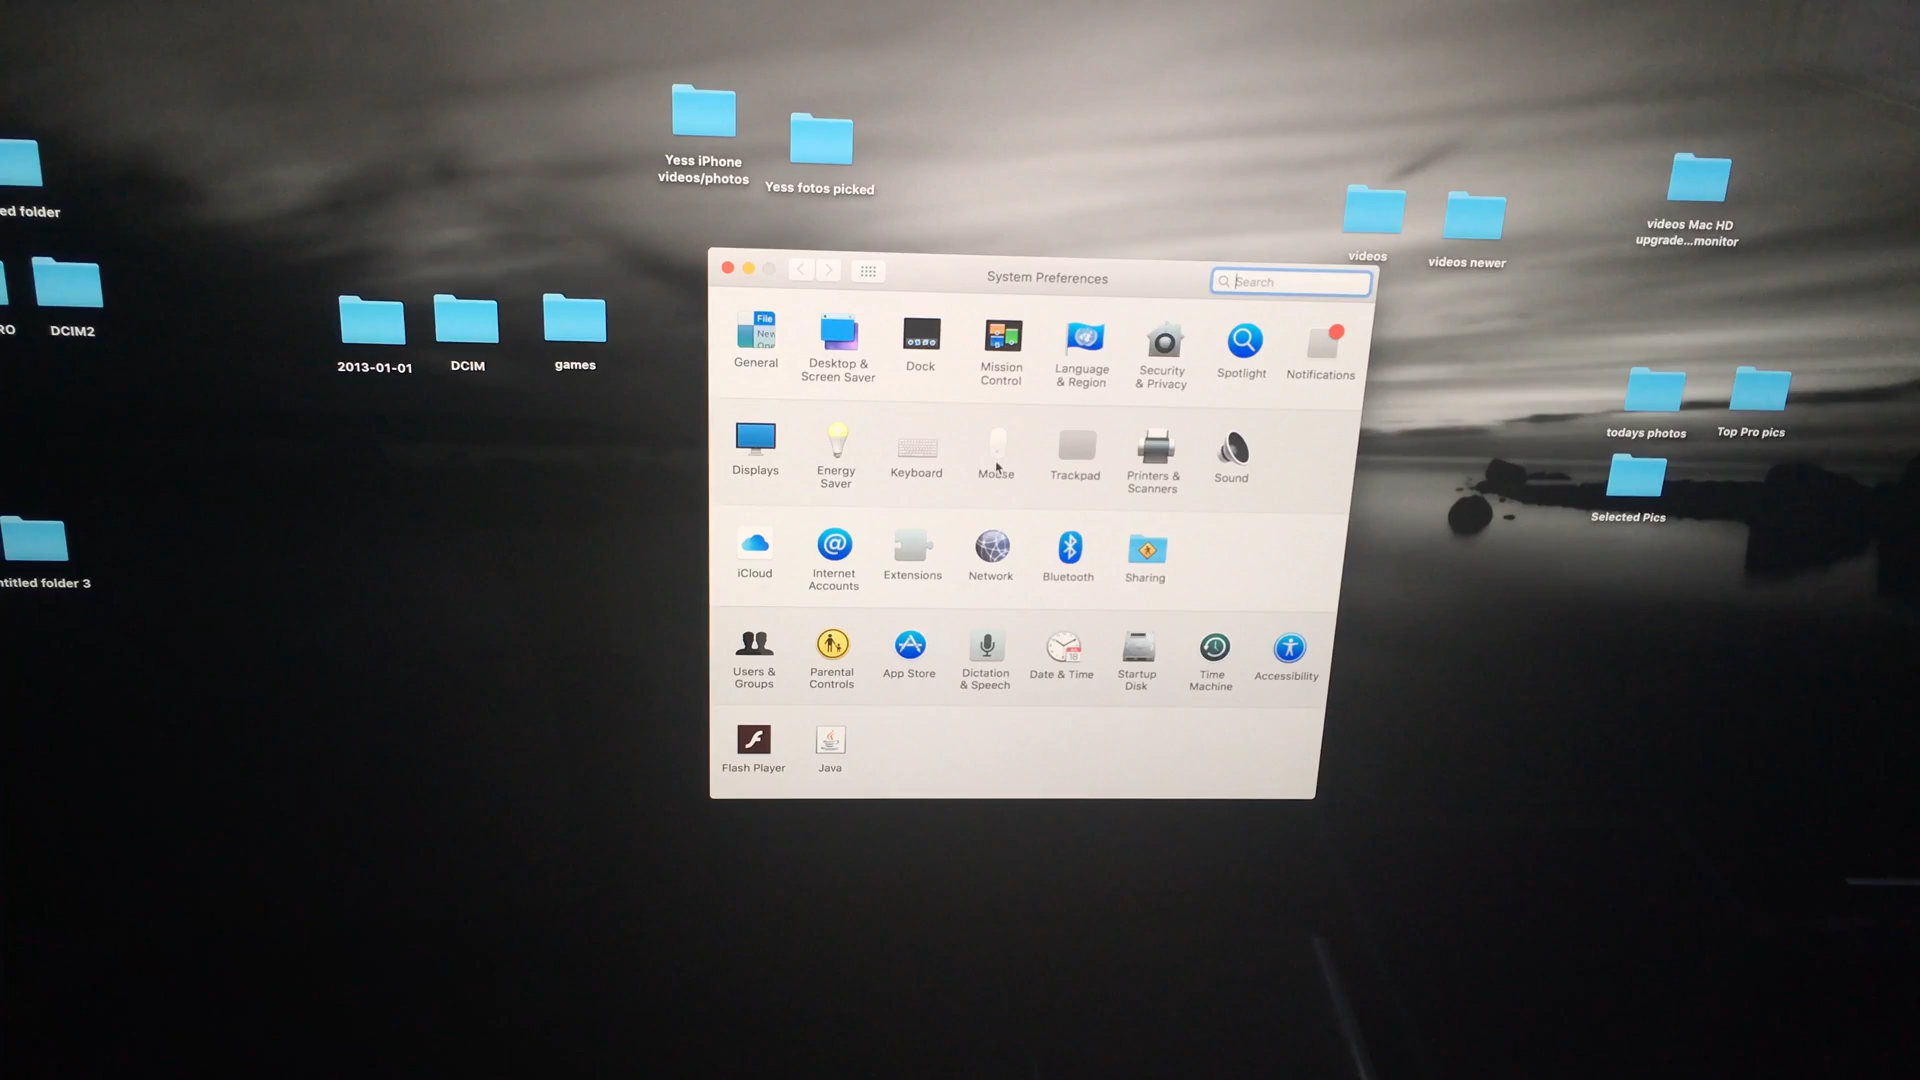 Yess iPhone
videos/photos
Yess fotos picked
ed folder
RO
DCIM2
2013-01-01
DCIM
games
videos
videos newer
videos Mac HD
upgrade...monitor
todays photos
Top Pro pics
Selected Pics
ntitled folder 3
System Preferences
Search
File
New
General
Desktop &
Screen Saver
Dock
Mission
Control
Language
& Region
Security
& Privacy
Spotlight
Notifications
Displays
Energy
Saver
Keyboard
Mouse
Trackpad
Printers &
Scanners
Sound
iCloud
Internet
Accounts
Extensions
Network
Bluetooth
Sharing
Users &
Groups
Parental
Controls
App Store
Dictation
& Speech
18
Date & Time
Startup
Disk
Time
Machine
Accessibility
Flash Player
Java